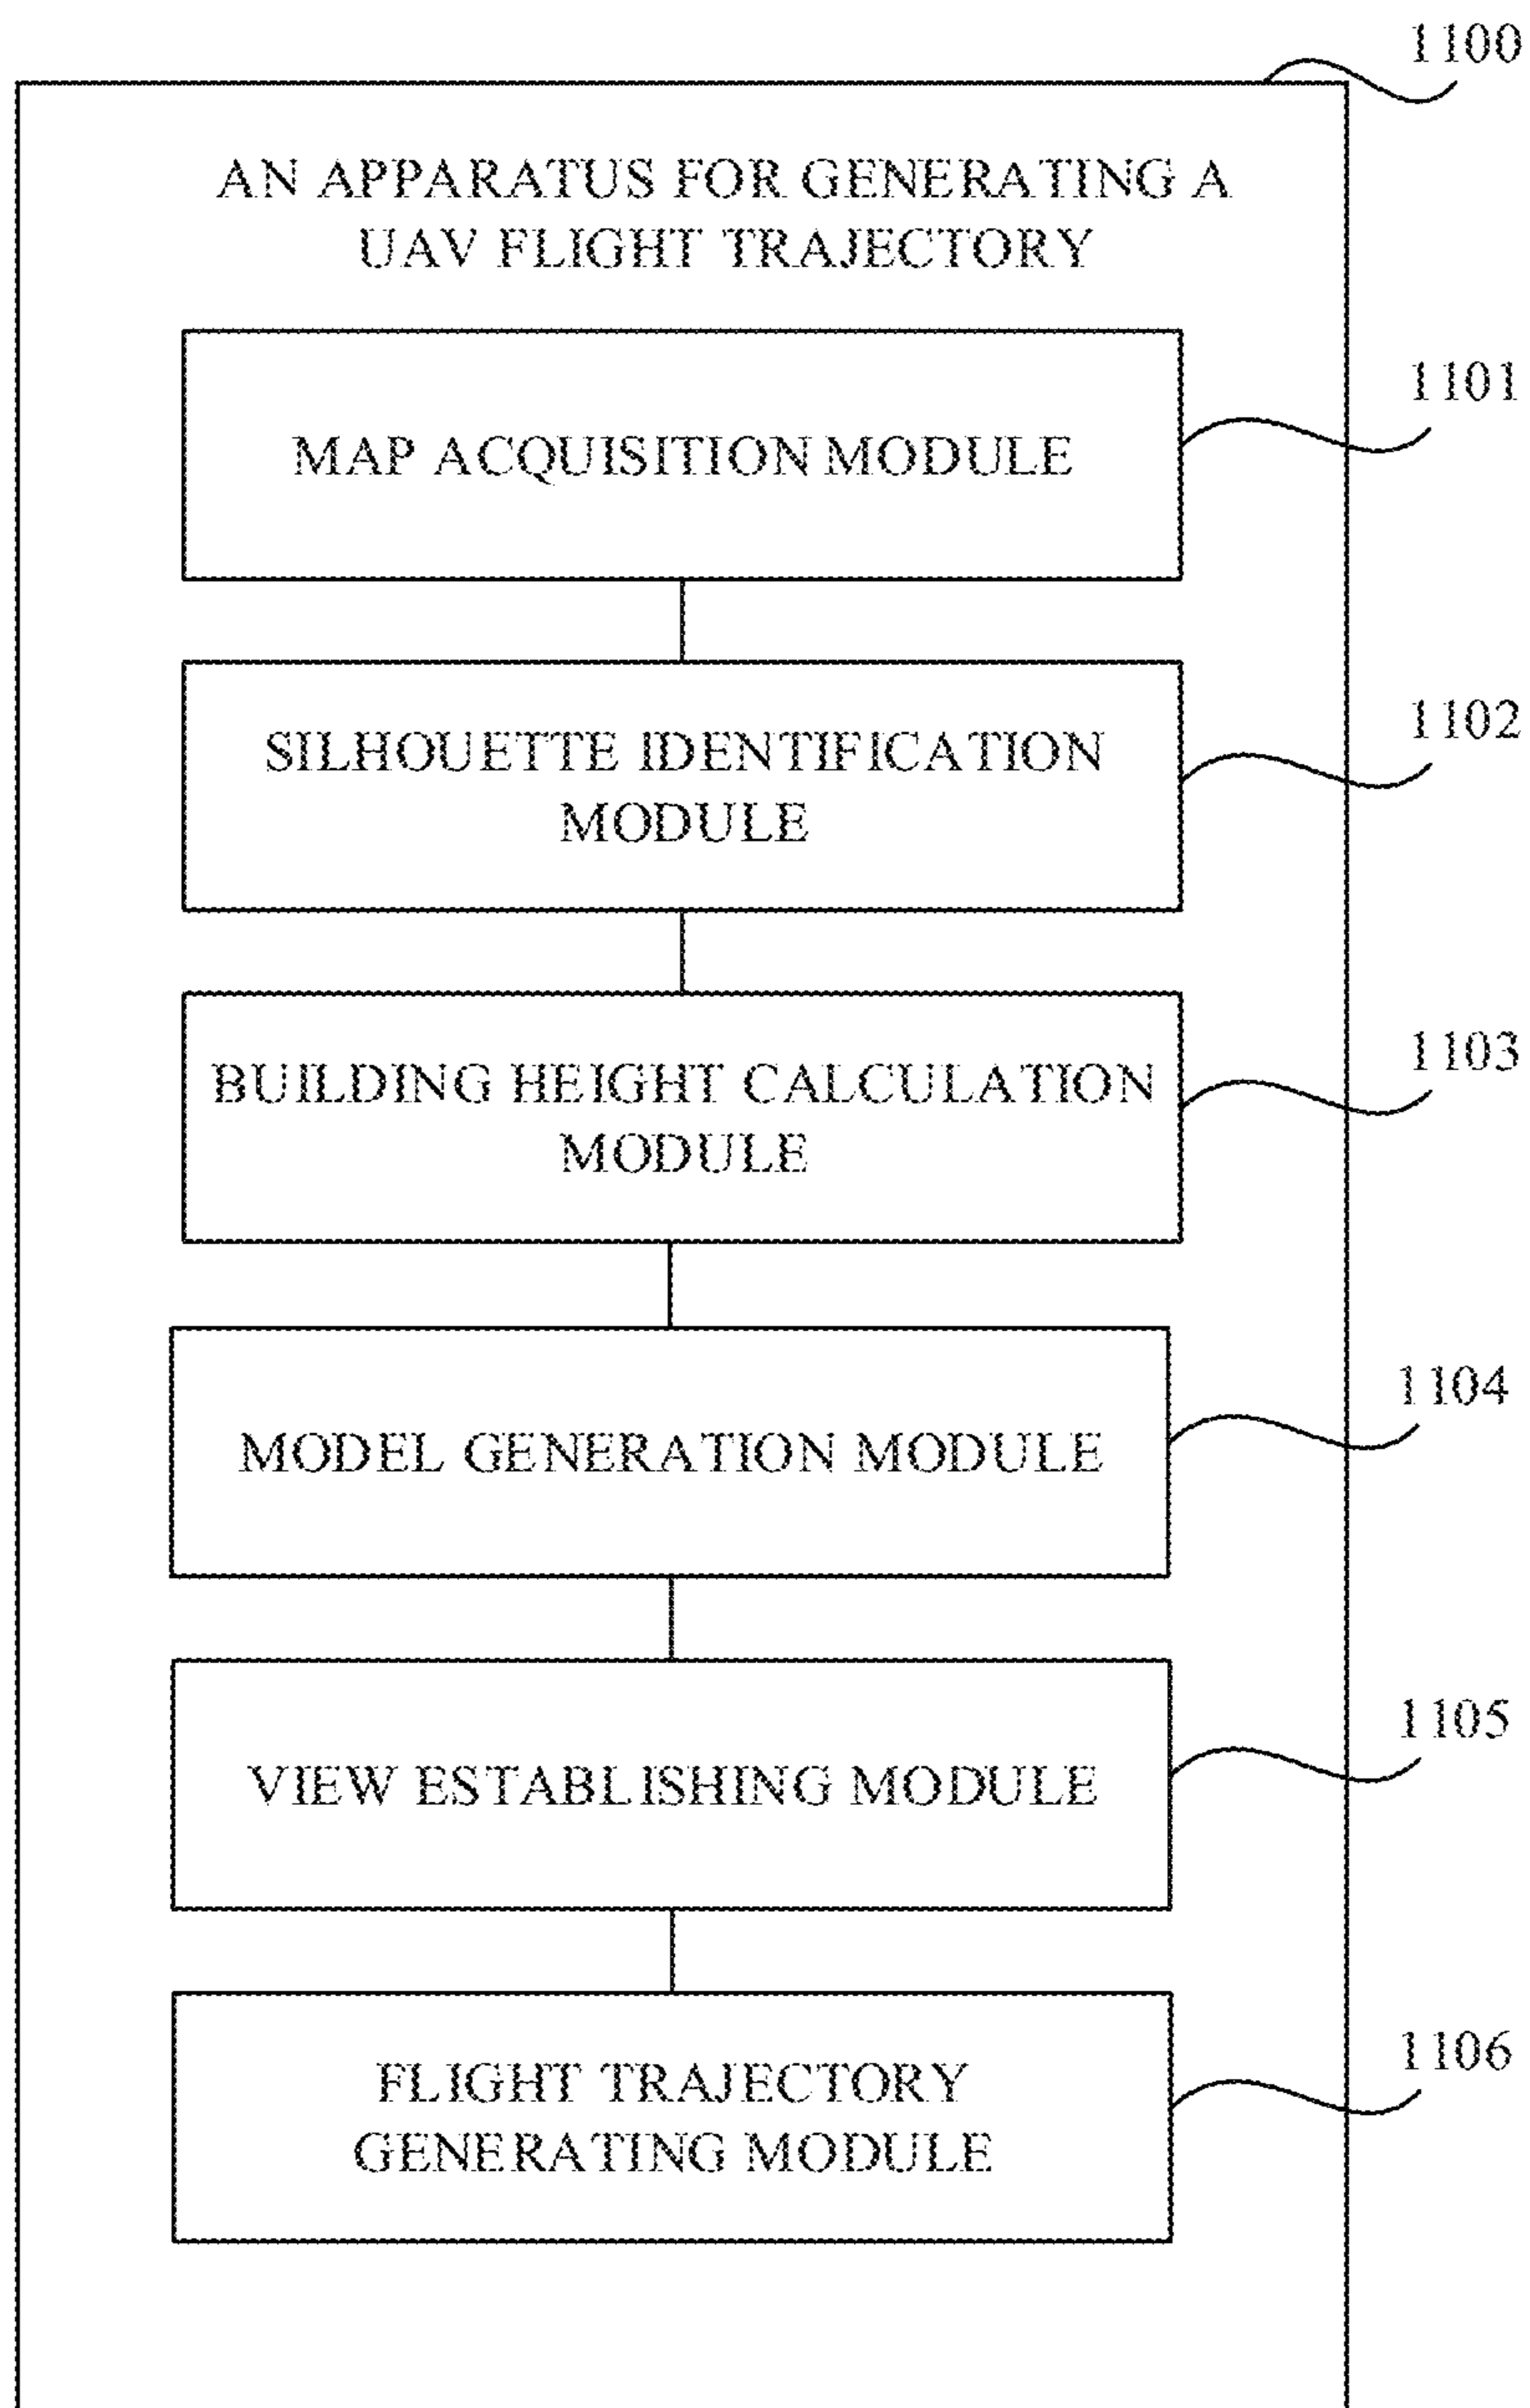 1100
AN APPARATUS FOR GENERATING A
UAV FLIGHT TRAJECTORY
MAP ACQUISITION MODULE
1101
SILHOUETTE IDENTIFICATION
MODULE
1102
BUILDING HEIGHT CALCULATION
MODULE
1103
MODEL GENERATION MODULE
1104
VIEW ESTABLISHING MODULE
1105
FLIGHT TRAJECTORY
GENERATING MODULE
1106